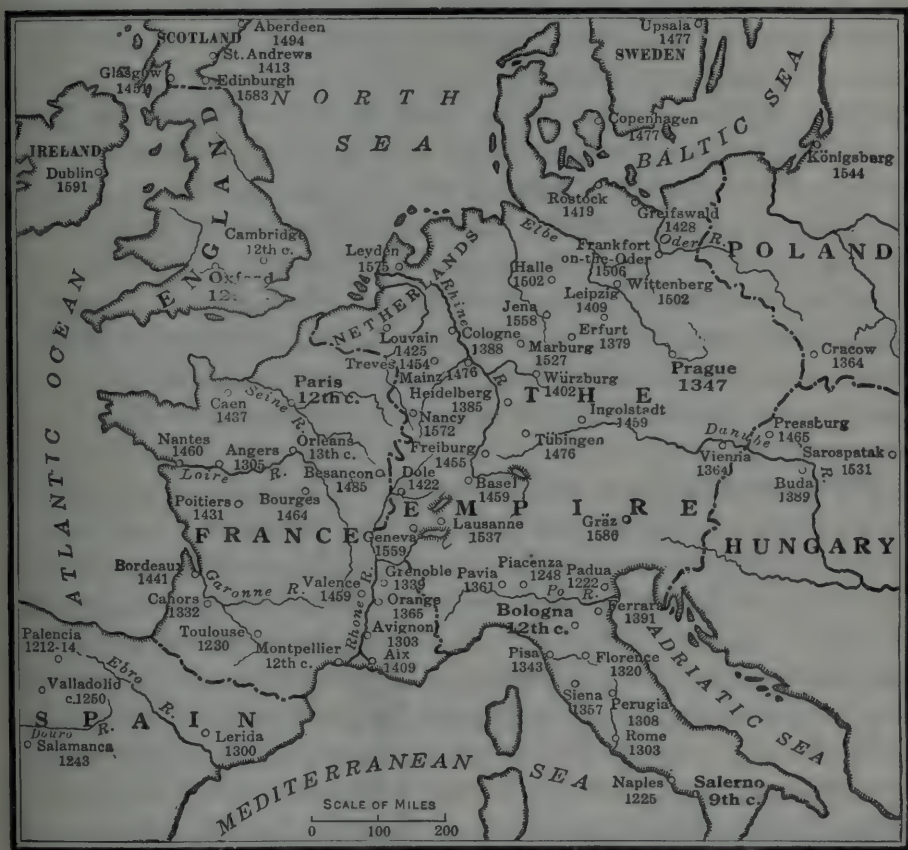 Aberdeen
1494
SCOTLAND
St. Andrews
1413
Glasgow
1451
Edinburgh
1583
NORTH
SEA
Upsala
1477
SWEDEN
BALTIC SEA
Copenhagen
1477
Königsberg
1544
IRELAND
Dublin
1591
ENGLAND
Cambridge
12th c.
Oxford
Rostock
1419
Greifswald
1428
Oder R.
POLAND
Elbe
Frankfort
on-the-Oder
1506
Leyden
1575
NETHERLANDS
Rhine
R.
Halle
1502
Leipzig
1409
Wittenberg
1502
Jena
1558
Erfurt
1379
Louvain
1425
Cologne
1388
Marburg
1527
Prague
1347
Cracow
1364
Treves 1454
Mainz 1476
Würzburg
1402
Heidelberg
1385
THE
ATLANTIC OCEAN
Caen
1437
Seine R.
Paris
12th c.
Nancy
1572
Ingolstadt
1459
Tübingen
1476
Danube
R.
Pressburg
1465
Vienna
1364
Sarospatak
1531
Buda
1389
Nantes
1460
Angers
1305
Loire R.
Orleans
13th c.
Freiburg
1455
Besançon
1485
Dole
1422
Basel
1459
Poitiers
1431
Bourges
1464
EMPIRE
FRANCE
Lausanne
1537
Geneva
1559
Gräz
1586
HUNGARY
Bordeaux
1441
Garonne R.
Cahors
1332
Valence
1459
Grenoble
1339
Orange
1365
Rhone R.
Avignon
1303
Aix
1409
Toulouse
1230
Montpellier
12th c.
Pavia
1361
Piacenza
1248
Padua
1222
Po R.
Bologna
12th c.
Ferrara
1391
ADRIATIC SEA
Pisa
1343
Florence
1320
Siena
1357
Perugia
1308
Rome
1303
Naples
1225
Salerno
9th c.
Palencia
1212-14
Ebro R.
Valladolid
c.1250
SPAIN
Douro R.
Salamanca
1243
Lerida
1300
MEDITERRANEAN SEA
SCALE OF MILES
0 100 200